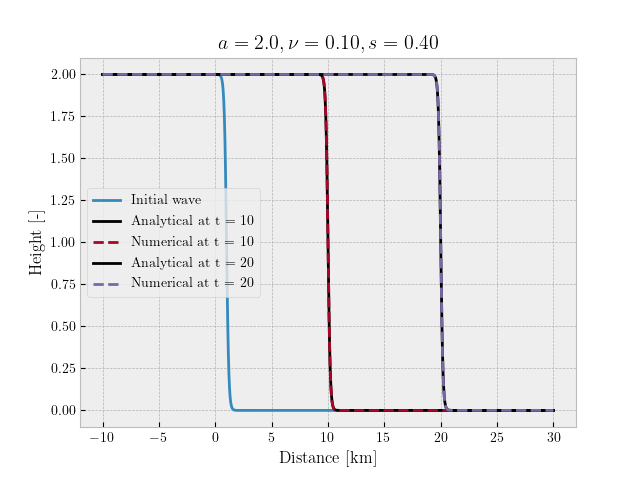 a = 2.0, ν = 0.10, s = 0.40
Height [-]
2.00
1.75
1.50
1.25
1.00
0.75
0.50
0.25
0.00
Initial wave
Analytical at t = 10
Numerical at t = 10
Analytical at t = 20
Numerical at t = 20
−10 −5 0 5 10 15 20 25 30
Distance [km]